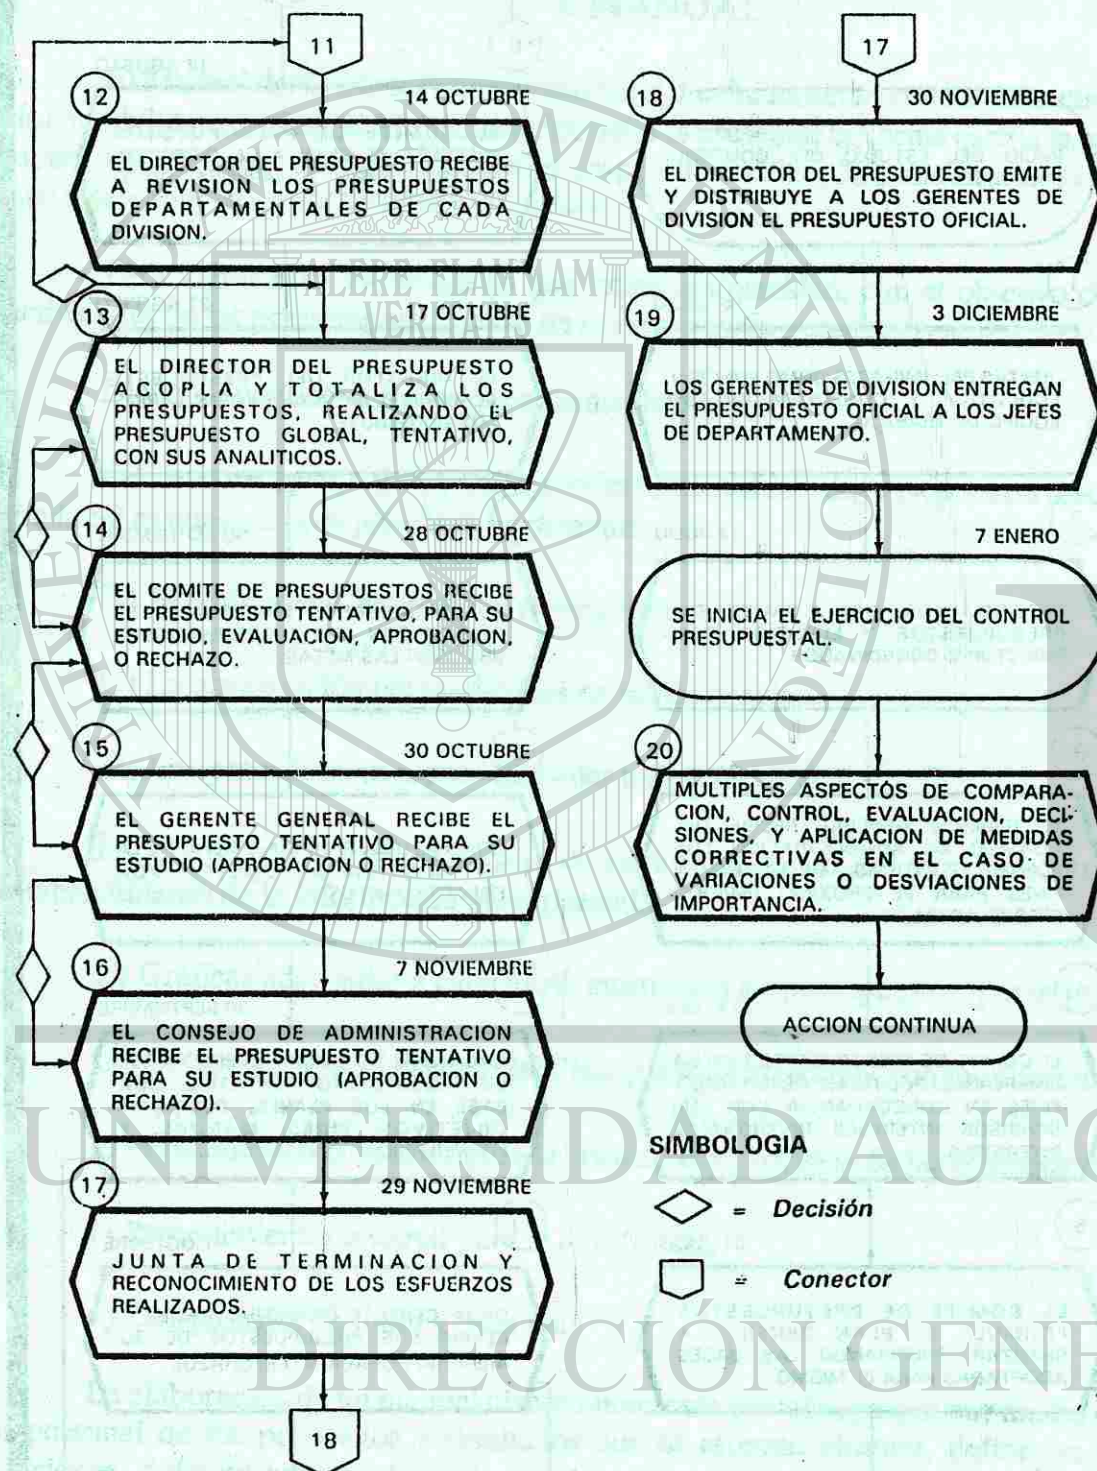 11
12
14 OCTUBRE
EL DIRECTOR DEL PRESUPUESTO RECIBE
A REVISION LOS PRESUPUESTOS
DEPARTAMENTALES DE CADA
DIVISION.
13
17 OCTUBRE
EL DIRECTOR DEL PRESUPUESTO
ACOPLA Y TOTALIZA LOS
PRESUPUESTOS, REALIZANDO EL
PRESUPUESTO GLOBAL, TENTATIVO,
CON SUS ANALITICOS.
14
28 OCTUBRE
EL COMITE DE PRESUPUESTOS RECIBE
EL PRESUPUESTO TENTATIVO, PARA SU
ESTUDIO, EVALUACION, APROBACION,
O RECHAZO.
15
30 OCTUBRE
EL GERENTE GENERAL RECIBE EL
PRESUPUESTO TENTATIVO PARA SU
ESTUDIO (APROBACION O RECHAZO).
16
7 NOVIEMBRE
EL CONSEJO DE ADMINISTRACION
RECIBE EL PRESUPUESTO TENTATIVO
PARA SU ESTUDIO (APROBACION O
RECHAZO).
17
29 NOVIEMBRE
JUNTA DE TERMINACION Y
RECONOCIMIENTO DE LOS ESFUERZOS
REALIZADOS.
18
17
18
30 NOVIEMBRE
EL DIRECTOR DEL PRESUPUESTO EMITE
Y DISTRIBUYE A LOS GERENTES DE
DIVISION EL PRESUPUESTO OFICIAL.
19
3 DICIEMBRE
LOS GERENTES DE DIVISION ENTREGAN
EL PRESUPUESTO OFICIAL A LOS JEFES
DE DEPARTAMENTO.
7 ENERO
SE INICIA EL EJERCICIO DEL CONTROL
PRESUPUESTAL.
20
MULTIPLES ASPECTOS DE COMPARA-
CION, CONTROL, EVALUACION, DECI-
SIONES, Y APLICACION DE MEDIDAS
CORRECTIVAS EN EL CASO DE
VARIACIONES O DESVIACIONES DE
IMPORTANCIA.
ACCION CONTINUA
SIMBOLOGIA
= Decisión
= Conector
ALERE FLAMMAM
VERITATIS
UNIVERSIDAD AUTO
DIRECCIÓN GENE